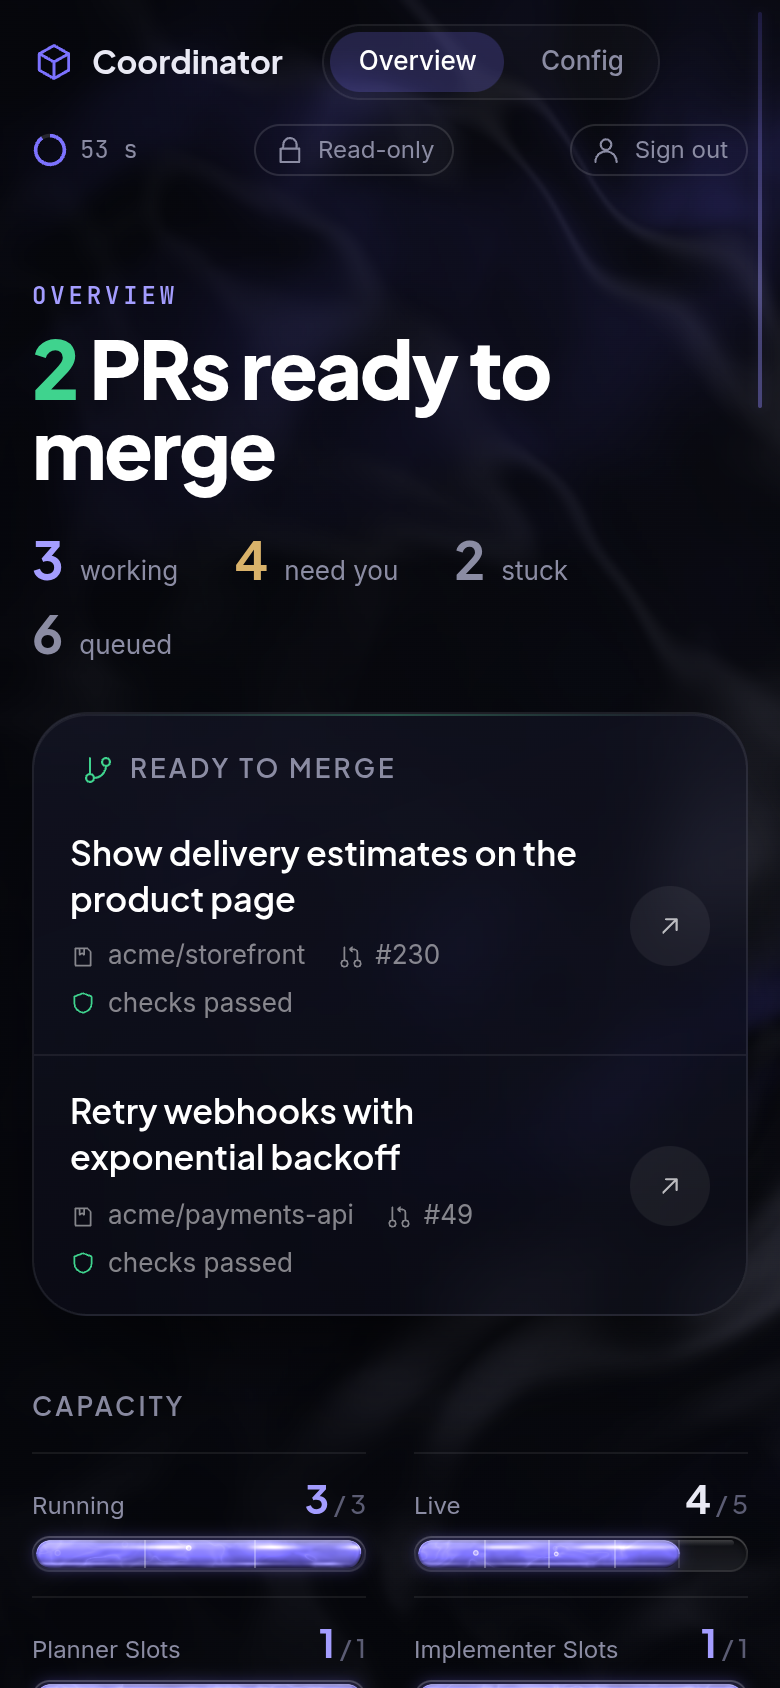 Coordinator
Overview
Config
53 s
Read-only
Sign out
OVERVIEW
2 PRs ready to
merge
3 working
4 need you
2 stuck
6 queued
READY TO MERGE
Show delivery estimates on the
product page
acme/storefront
#230
checks passed
Retry webhooks with
exponential backoff
acme/payments-api
#49
checks passed
CAPACITY
Running
3/3
Live
4/5
Planner Slots
1/1
Implementer Slots
1/1